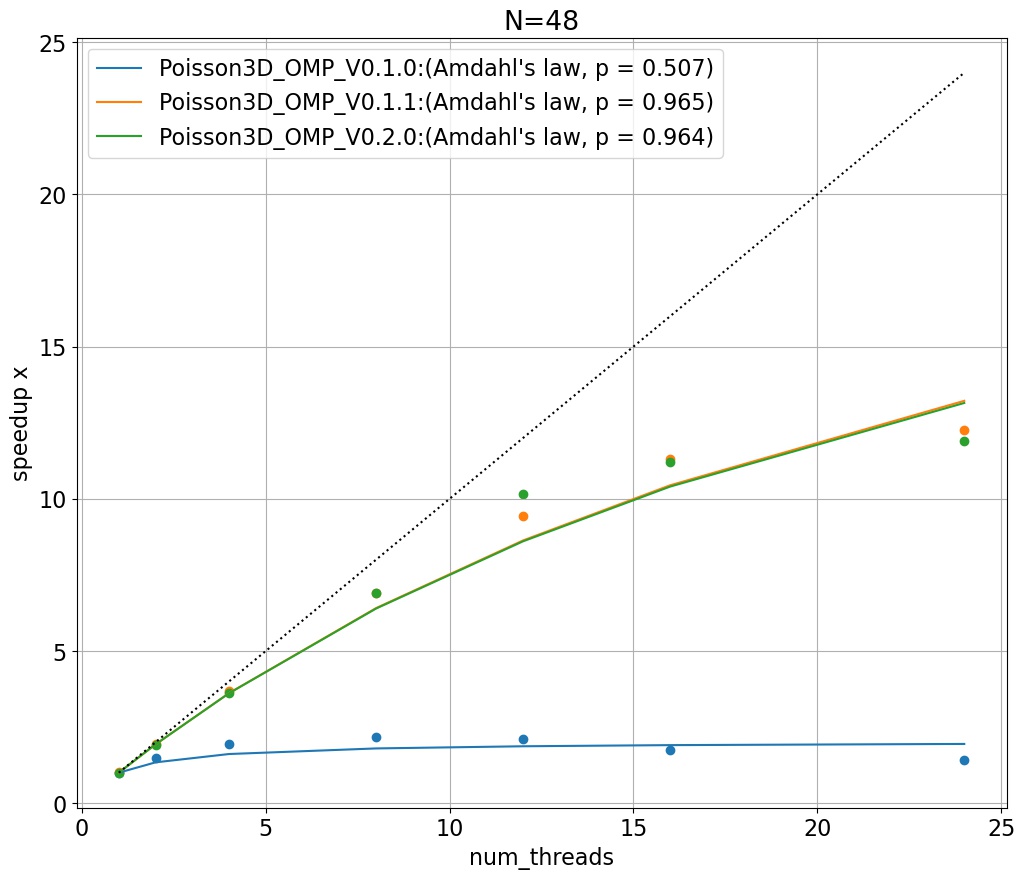 N=48
25
20
15
10
5
0
Poisson3D_OMP_V0.1.0:(Amdahl's law, p = 0.507)
Poisson3D_OMP_V0.1.1:(Amdahl's law, p = 0.965)
Poisson3D_OMP_V0.2.0:(Amdahl's law, p = 0.964)
speedup x
0 5 10 15 20 25
num_threads